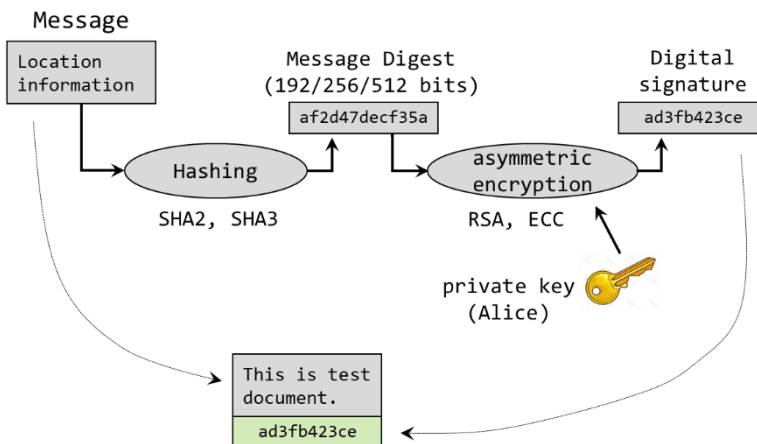 Message
Location
information
Message Digest
(192/256/512 bits)
af2d47decf35a
Digital
signature
ad3fb423ce
Hashing
asymmetric
encryption
SHA2, SHA3
RSA, ECC
private key
(Alice)
This is test
document.
ad3fb423ce